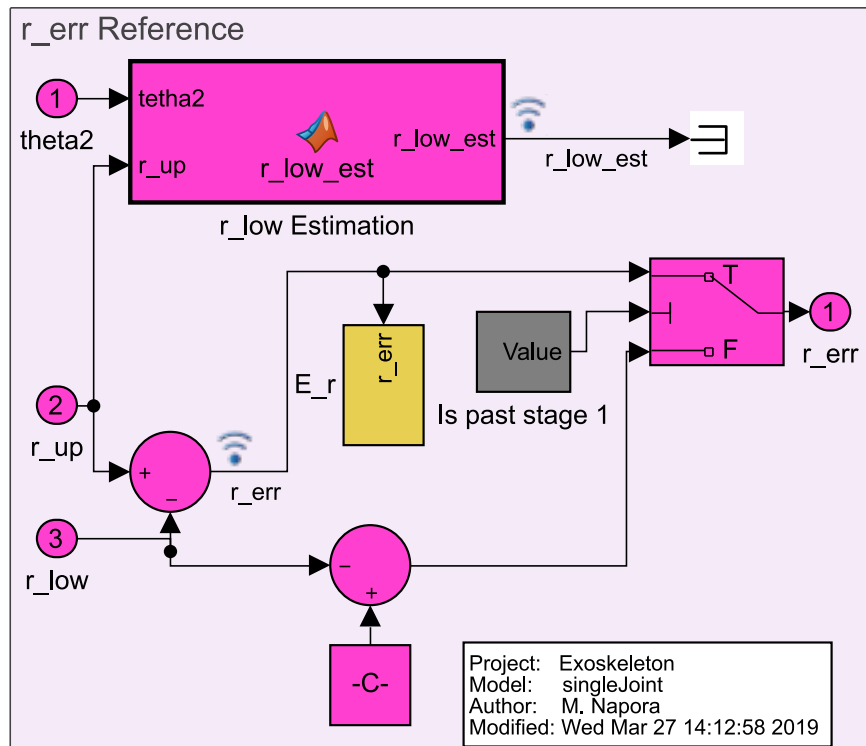 r_err Reference
1
theta2
tetha2
r_up
r_low_est
r_low_est
r_low_est
r_low Estimation
T
F
1
r_err
r_err
E_r
Value
Is past stage 1
2
r_up
+
−
r_err
3
r_low
−
+
-C-
Project: Exoskeleton
Model: singleJoint
Author: M. Napora
Modified: Wed Mar 27 14:12:58 2019